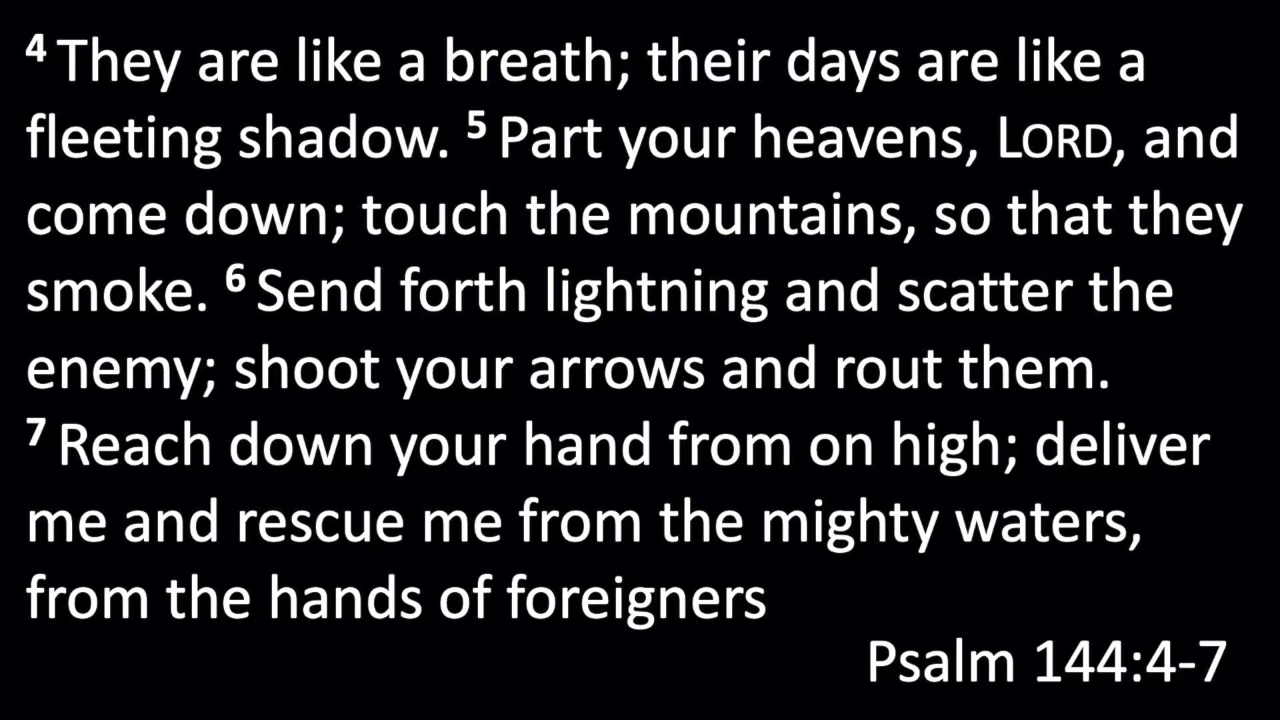 ⁴ They are like a breath; their days are like a
fleeting shadow. ⁵ Part your heavens, LORD, and
come down; touch the mountains, so that they
smoke. ⁶ Send forth lightning and scatter the
enemy; shoot your arrows and rout them.
⁷ Reach down your hand from on high; deliver
me and rescue me from the mighty waters,
from the hands of foreigners
Psalm 144:4-7